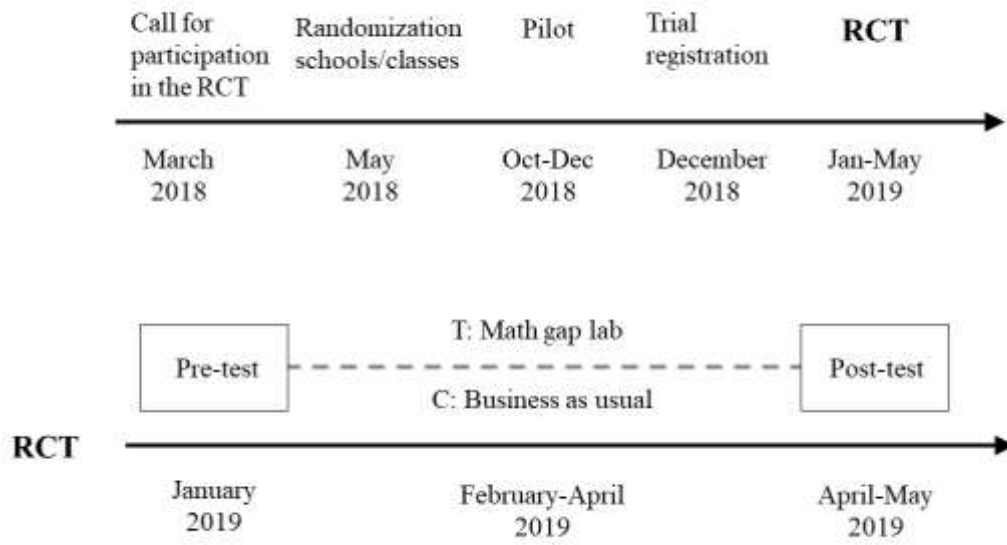 Call for
participation
in the RCT
Randomization
schools/classes
Pilot
Trial
registration
RCT
March
2018
May
2018
Oct-Dec
2018
December
2018
Jan-May
2019
Pre-test
T: Math gap lab
C: Business as usual
Post-test
RCT
January
2019
February-April
2019
April-May
2019